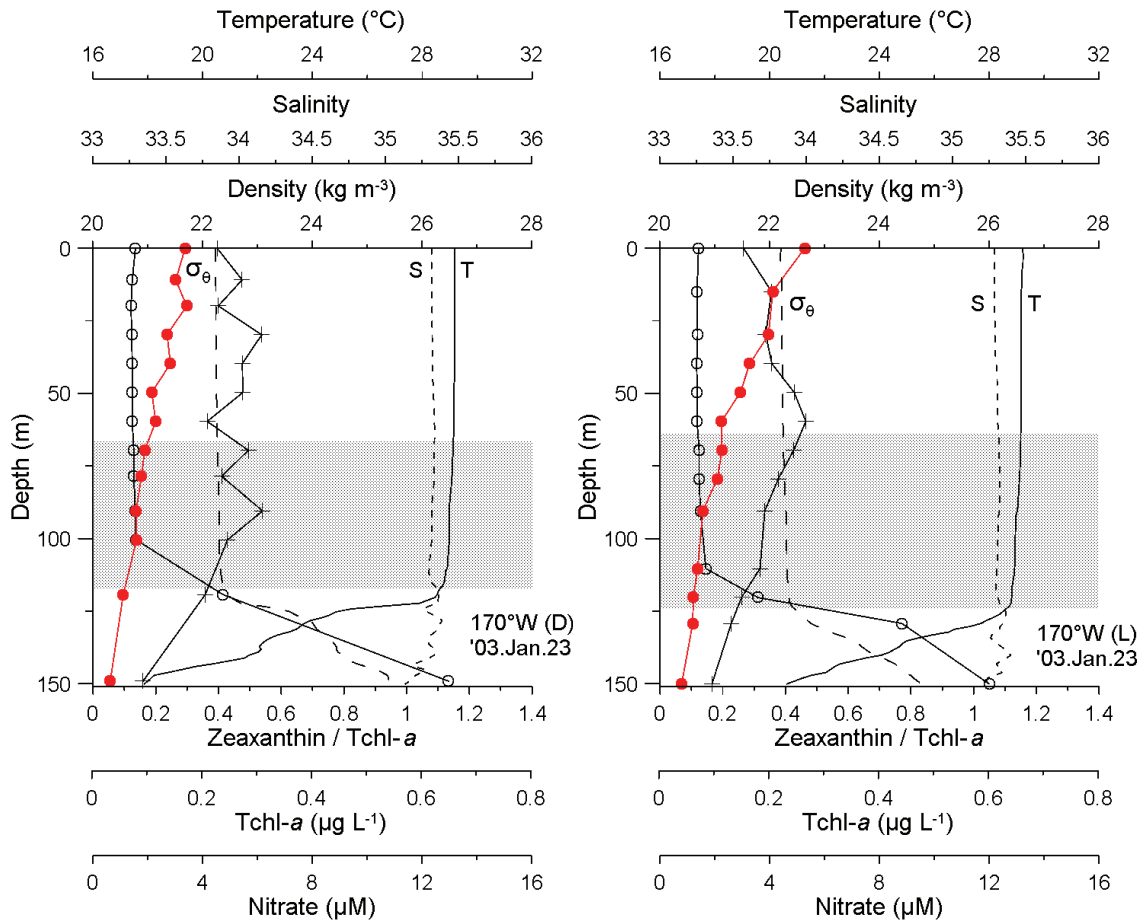 Temperature (°C)
16 20 24 28 32
Salinity
33 33.5 34 34.5 35 35.5 36
Density (kg m-3)
20 22 24 26 28
0
50
100
150
Depth (m)
σθ
S
T
170°W (D)
'03.Jan.23
0 0.2 0.4 0.6 0.8 1 1.2 1.4
Zeaxanthin / Tchl-a
0 0.2 0.4 0.6 0.8
Tchl-a (µg L-1)
0 4 8 12 16
Nitrate (µM)
Temperature (°C)
16 20 24 28 32
Salinity
33 33.5 34 34.5 35 35.5 36
Density (kg m-3)
20 22 24 26 28
0
50
100
150
Depth (m)
σθ
S
T
170°W (L)
'03.Jan.23
0 0.2 0.4 0.6 0.8 1 1.2 1.4
Zeaxanthin / Tchl-a
0 0.2 0.4 0.6 0.8
Tchl-a (µg L-1)
0 4 8 12 16
Nitrate (µM)